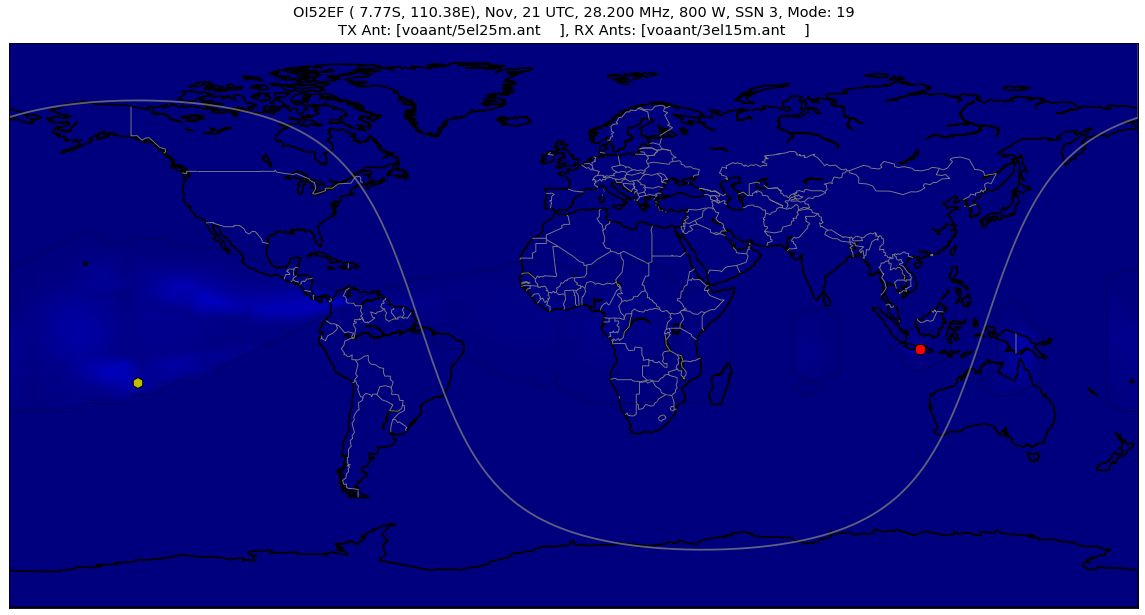 OI52EF ( 7.77S, 110.38E), Nov, 21 UTC, 28.200 MHz, 800 W, SSN 3, Mode: 19
TX Ant: [voaant/5el25m.ant    ], RX Ants: [voaant/3el15m.ant    ]